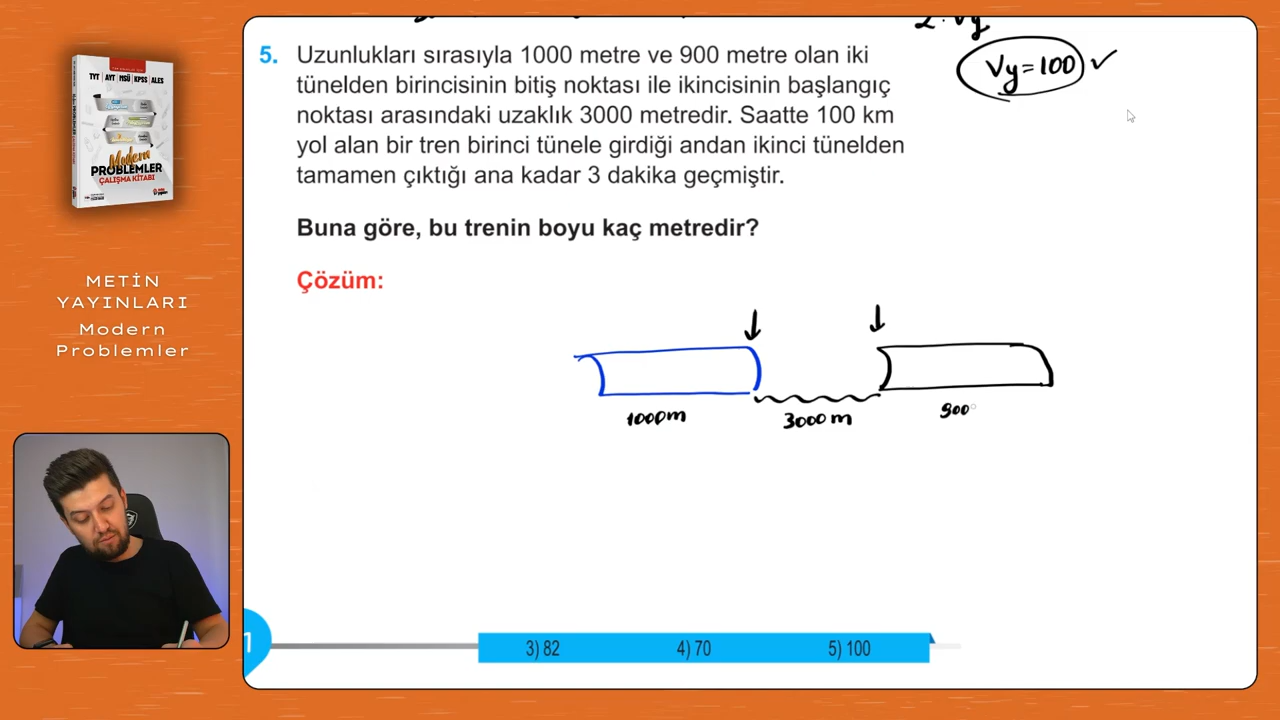 2 . Vy
Vy = 100 ✓
5. Uzunlukları sırasıyla 1000 metre ve 900 metre olan iki
tünelden birincisinin bitiş noktası ile ikincisinin başlangıç
noktası arasındaki uzaklık 3000 metredir. Saatte 100 km
yol alan bir tren birinci tünele girdiği andan ikinci tünelden
tamamen çıktığı ana kadar 3 dakika geçmiştir.
Buna göre, bu trenin boyu kaç metredir?
Çözüm:
1000m
3000 m
900
1
3) 82 4) 70 5) 100
TYT | AYT | MSÜ | KPSS | ALES
Modern
PROBLEMLER
ÇALIŞMA KİTABI
METİN
YAYINLARI
Modern
Problemler